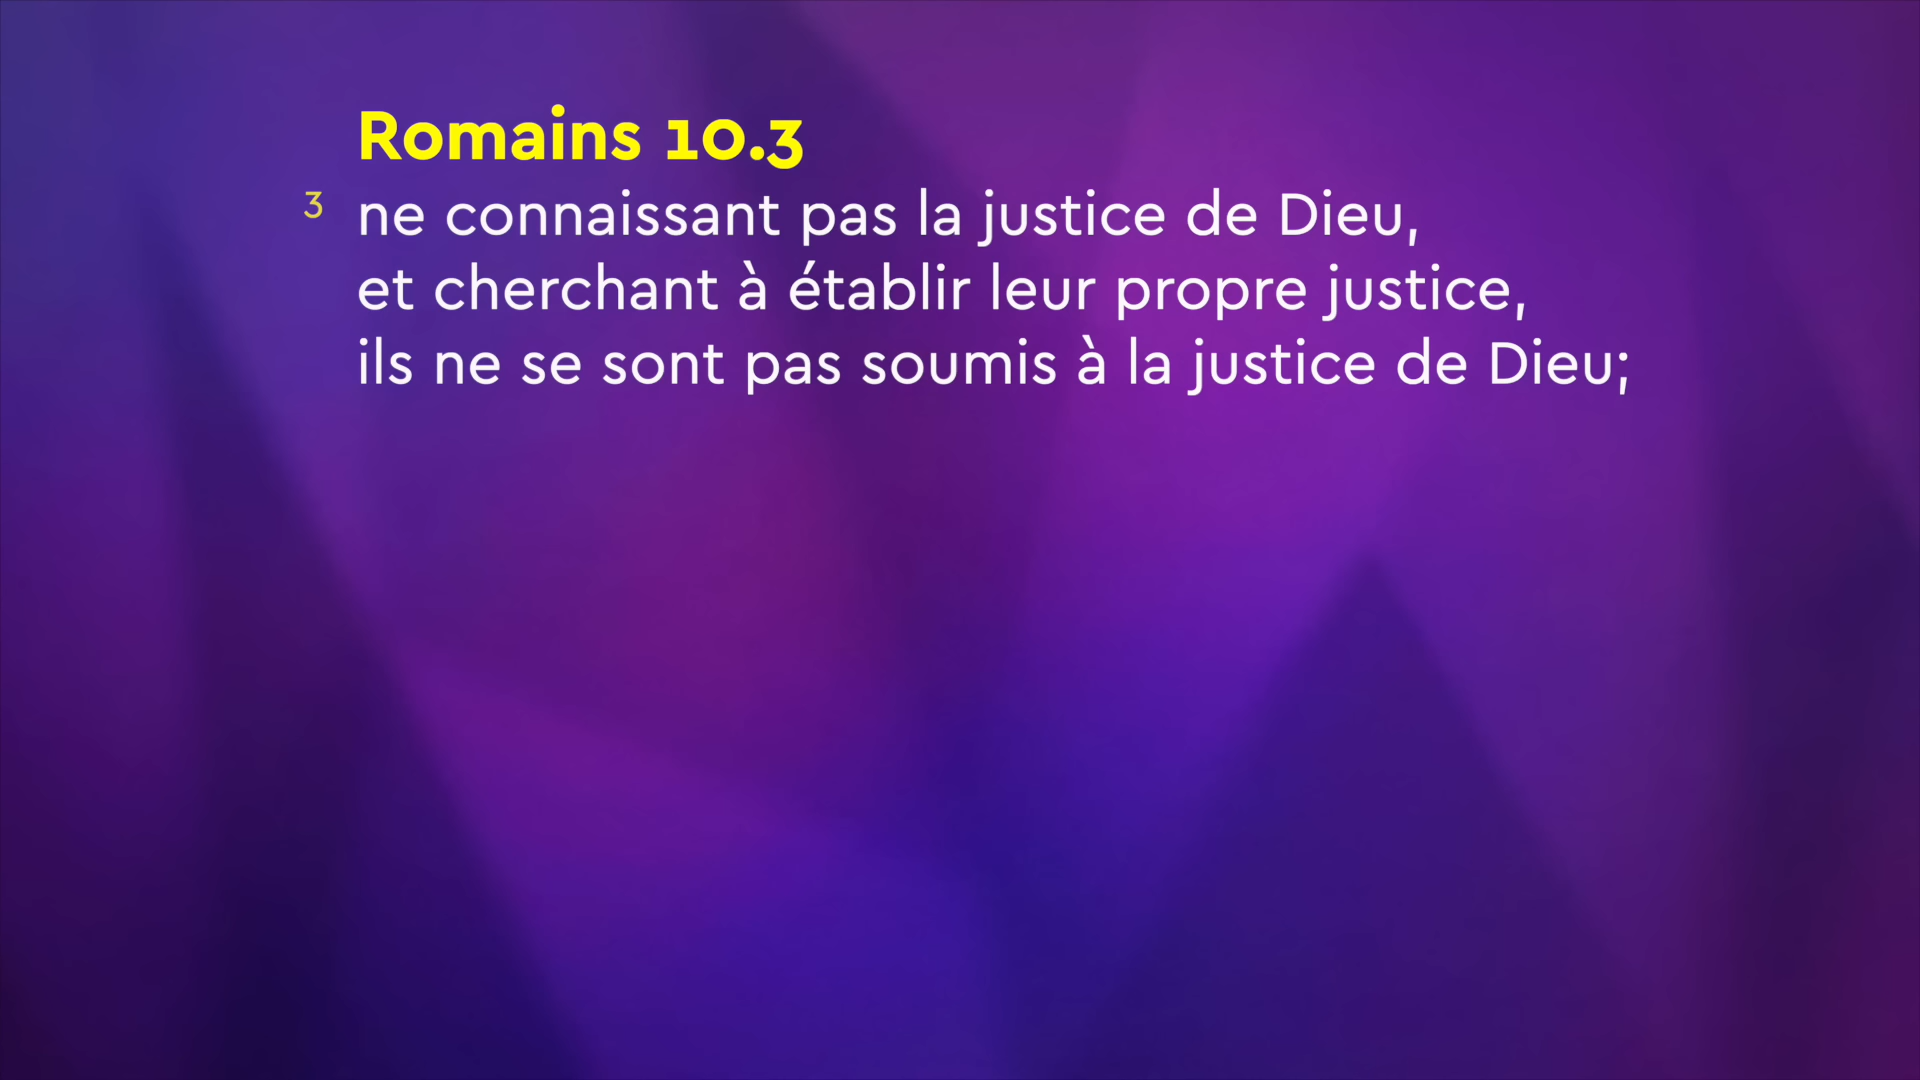 Romains 10.3
3 ne connaissant pas la justice de Dieu,
et cherchant à établir leur propre justice,
ils ne se sont pas soumis à la justice de Dieu;